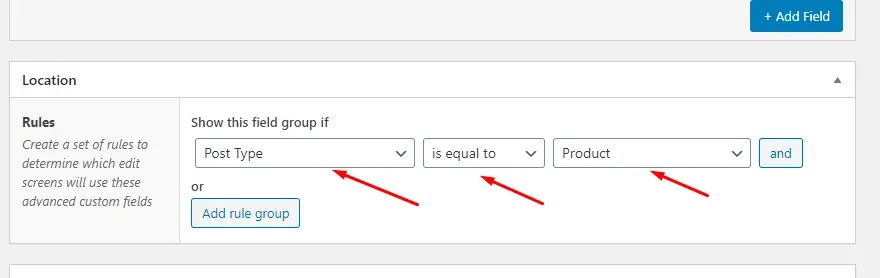 + Add Field
Location
Rules
Create a set of rules to
determine which edit
screens will use these
advanced custom fields
Show this field group if
Post Type is equal to Product and
or
Add rule group